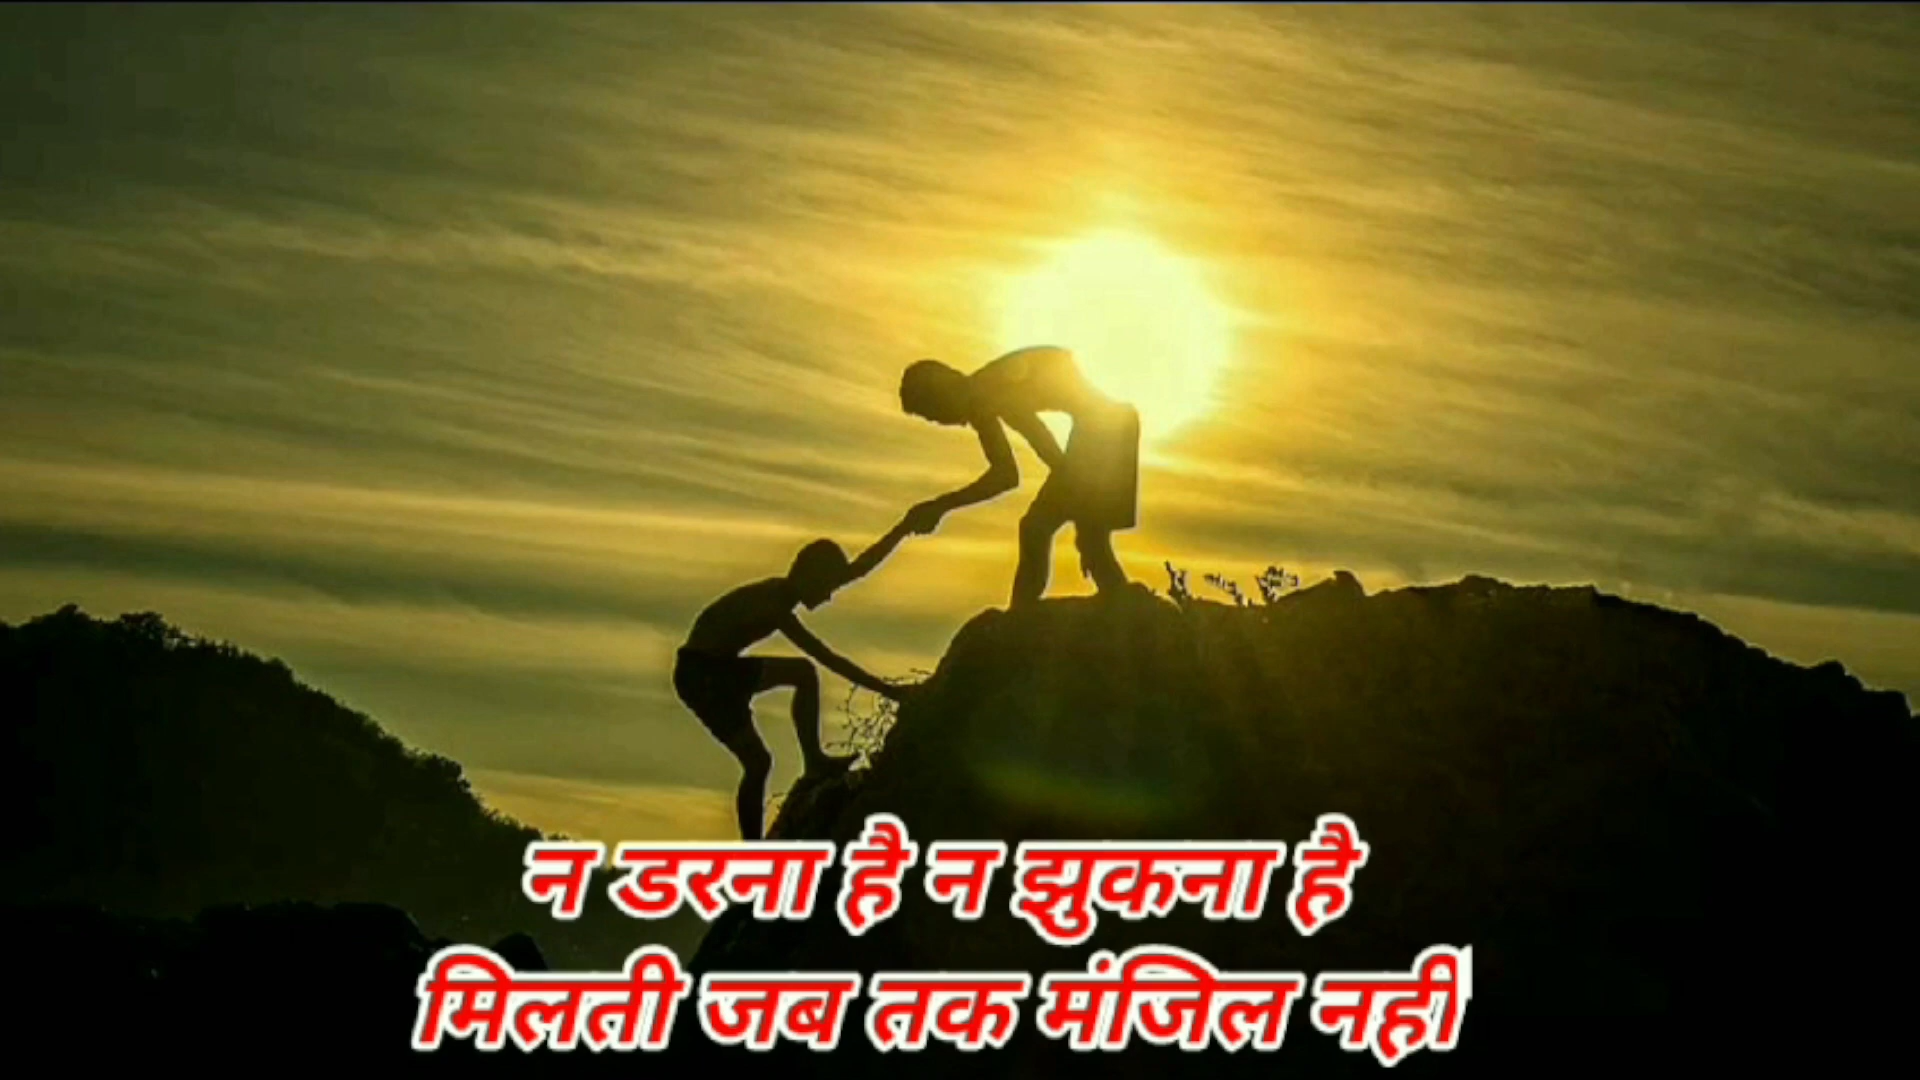 न डरना है न झुकना है
मिलती जब तक मंजिल नही